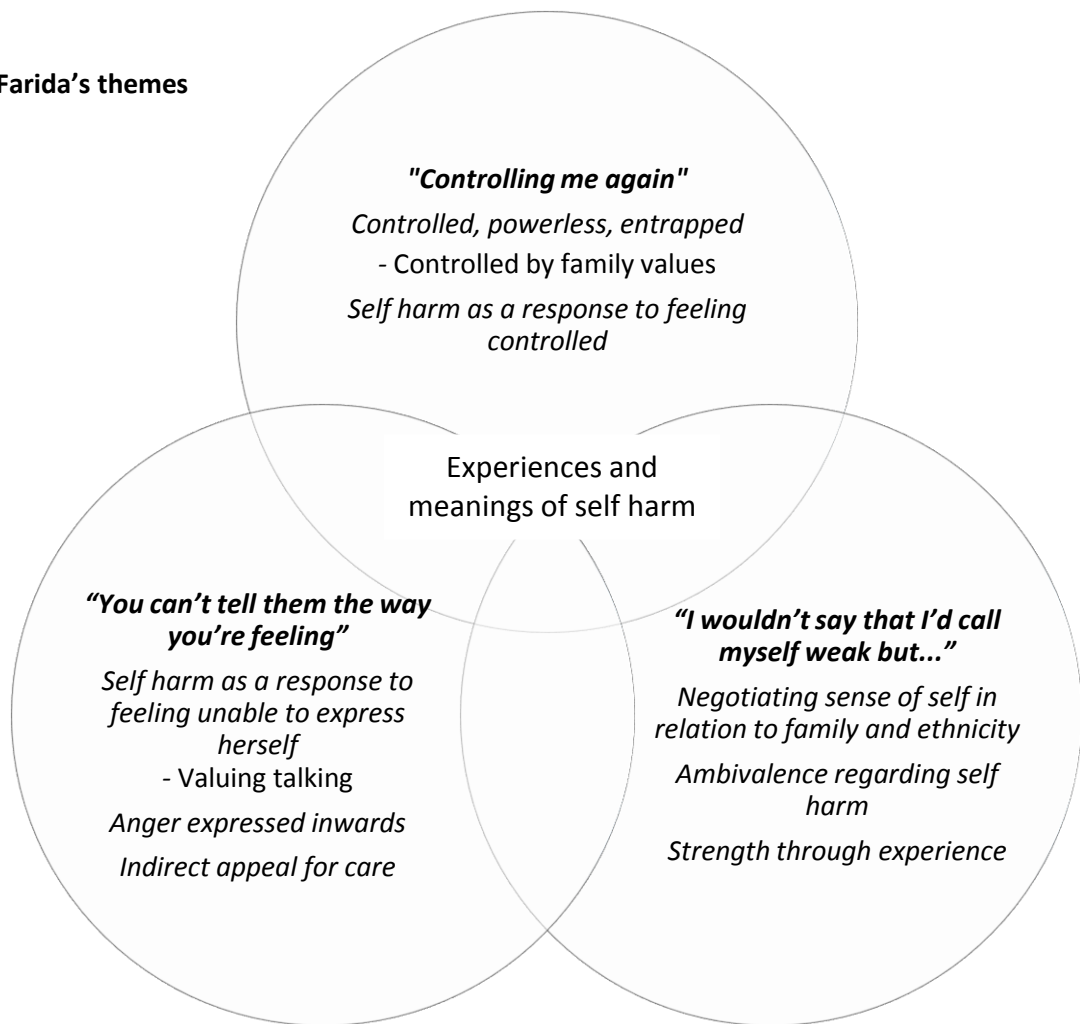 Farida's themes
"Controlling me again"
Controlled, powerless, entrapped
- Controlled by family values
Self harm as a response to feeling
controlled
Experiences and
meanings of self harm
“You can’t tell them the way
you’re feeling”
Self harm as a response to
feeling unable to express
herself
- Valuing talking
Anger expressed inwards
Indirect appeal for care
“I wouldn’t say that I’d call
myself weak but...”
Negotiating sense of self in
relation to family and ethnicity
Ambivalence regarding self
harm
Strength through experience